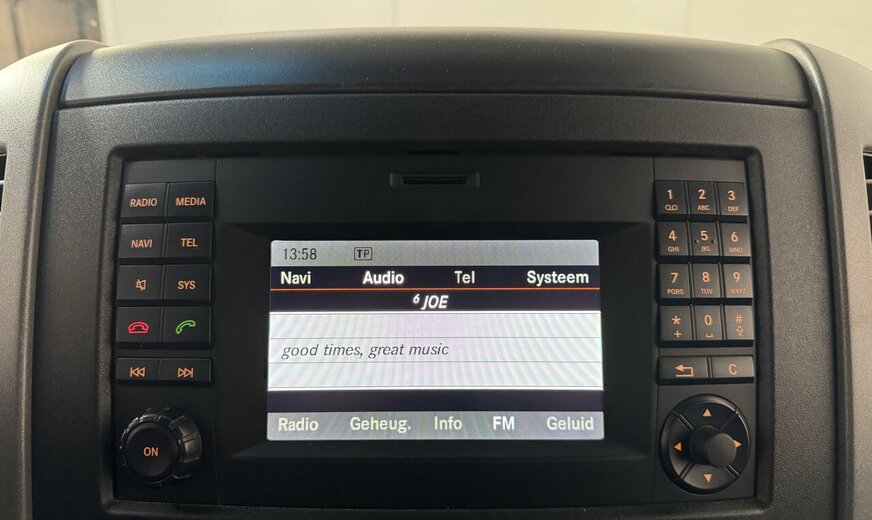 13:58 TP
Navi Audio Tel Systeem
6 JOE
good times, great music
Radio Geheug. Info FM Geluid
RADIO MEDIA
NAVI TEL
SYS
ON
1 2 ABC 3 DEF
4 GHI 5 JKL 6 MNO
7 PQRS 8 TUV 9 WXYZ
* + 0 #
C